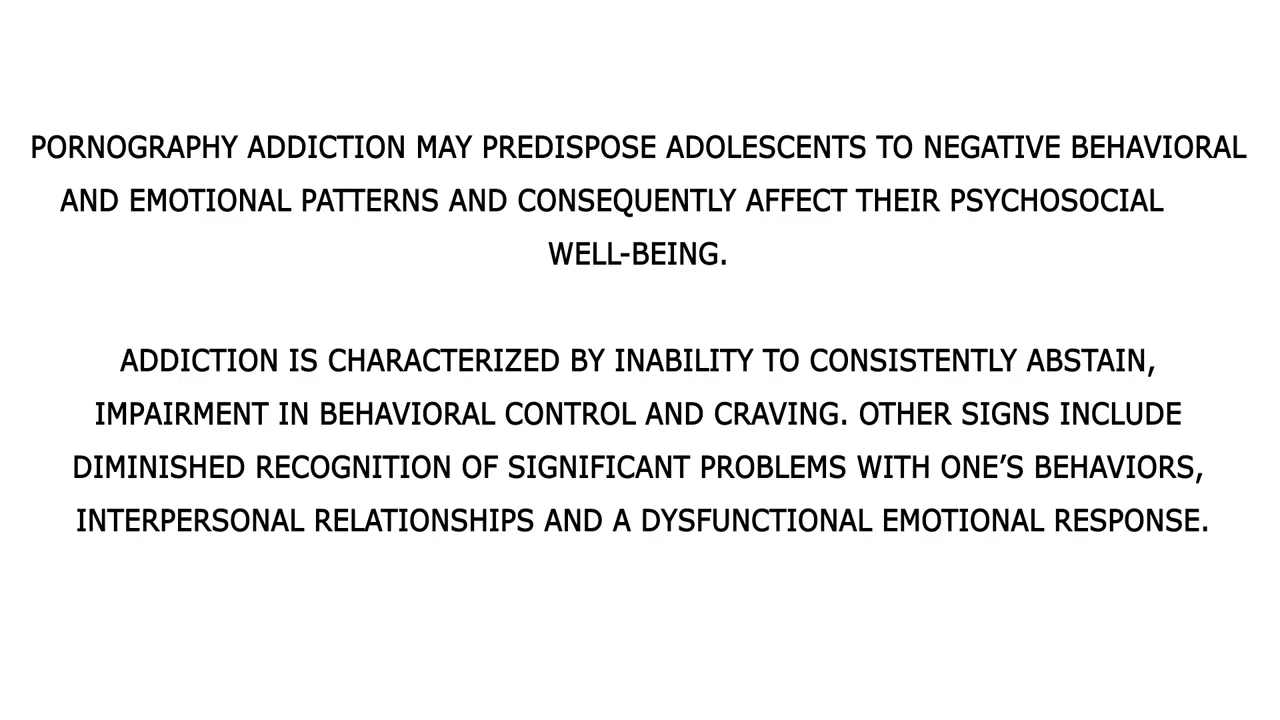 PORNOGRAPHY ADDICTION MAY PREDISPOSE ADOLESCENTS TO NEGATIVE BEHAVIORAL
AND EMOTIONAL PATTERNS AND CONSEQUENTLY AFFECT THEIR PSYCHOSOCIAL
WELL-BEING.
ADDICTION IS CHARACTERIZED BY INABILITY TO CONSISTENTLY ABSTAIN,
IMPAIRMENT IN BEHAVIORAL CONTROL AND CRAVING. OTHER SIGNS INCLUDE
DIMINISHED RECOGNITION OF SIGNIFICANT PROBLEMS WITH ONE’S BEHAVIORS,
INTERPERSONAL RELATIONSHIPS AND A DYSFUNCTIONAL EMOTIONAL RESPONSE.